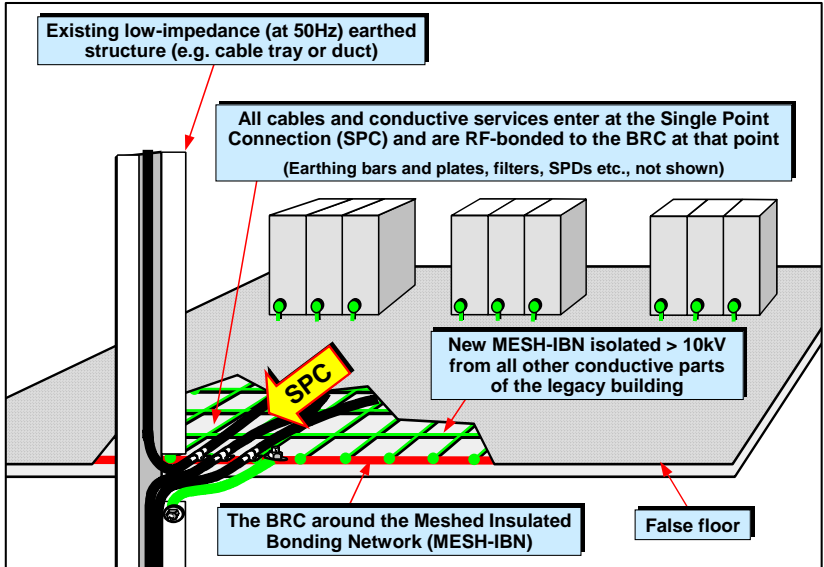 Existing low-impedance (at 50Hz) earthed
structure (e.g. cable tray or duct)
All cables and conductive services enter at the Single Point
Connection (SPC) and are RF-bonded to the BRC at that point
(Earthing bars and plates, filters, SPDs etc., not shown)
New MESH-IBN isolated > 10kV
from all other conductive parts
of the legacy building
SPC
The BRC around the Meshed Insulated
Bonding Network (MESH-IBN)
False floor